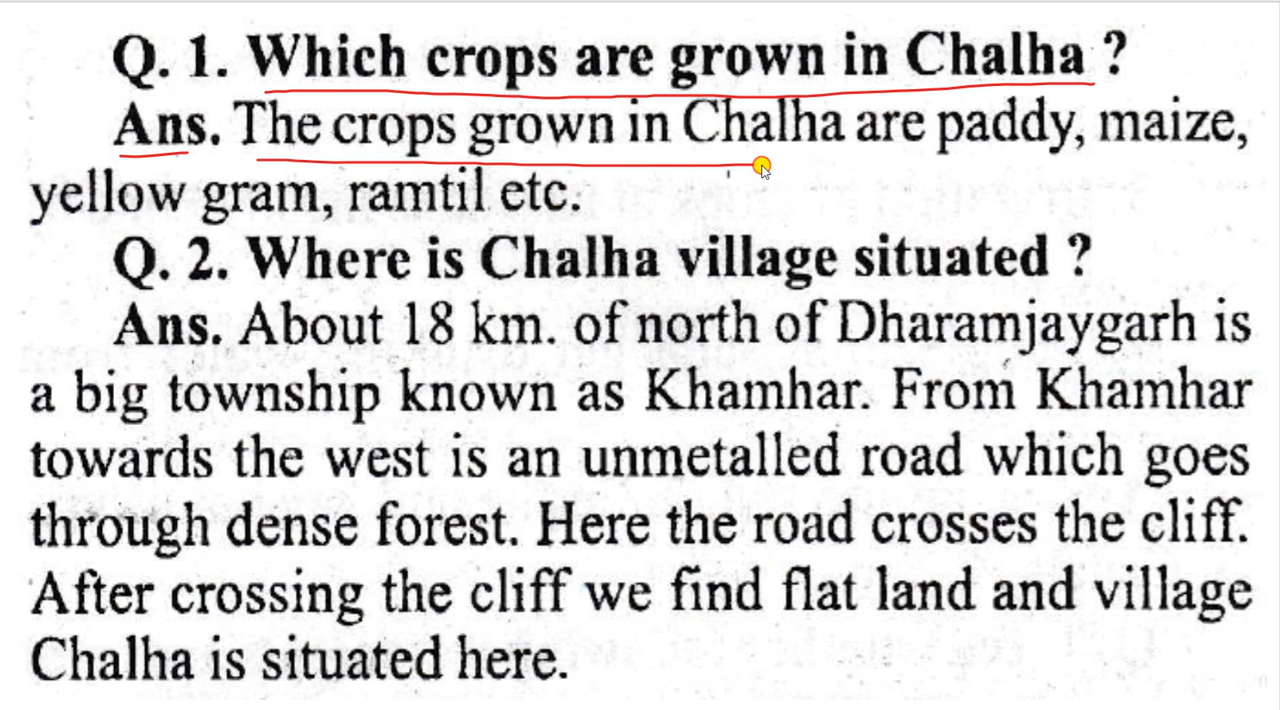 Q. 1. Which crops are grown in Chalha ?
Ans. The crops grown in Chalha are paddy, maize,
yellow gram, ramtil etc.
Q. 2. Where is Chalha village situated ?
Ans. About 18 km. of north of Dharamjaygarh is
a big township known as Khamhar. From Khamhar
towards the west is an unmetalled road which goes
through dense forest. Here the road crosses the cliff.
After crossing the cliff we find flat land and village
Chalha is situated here.